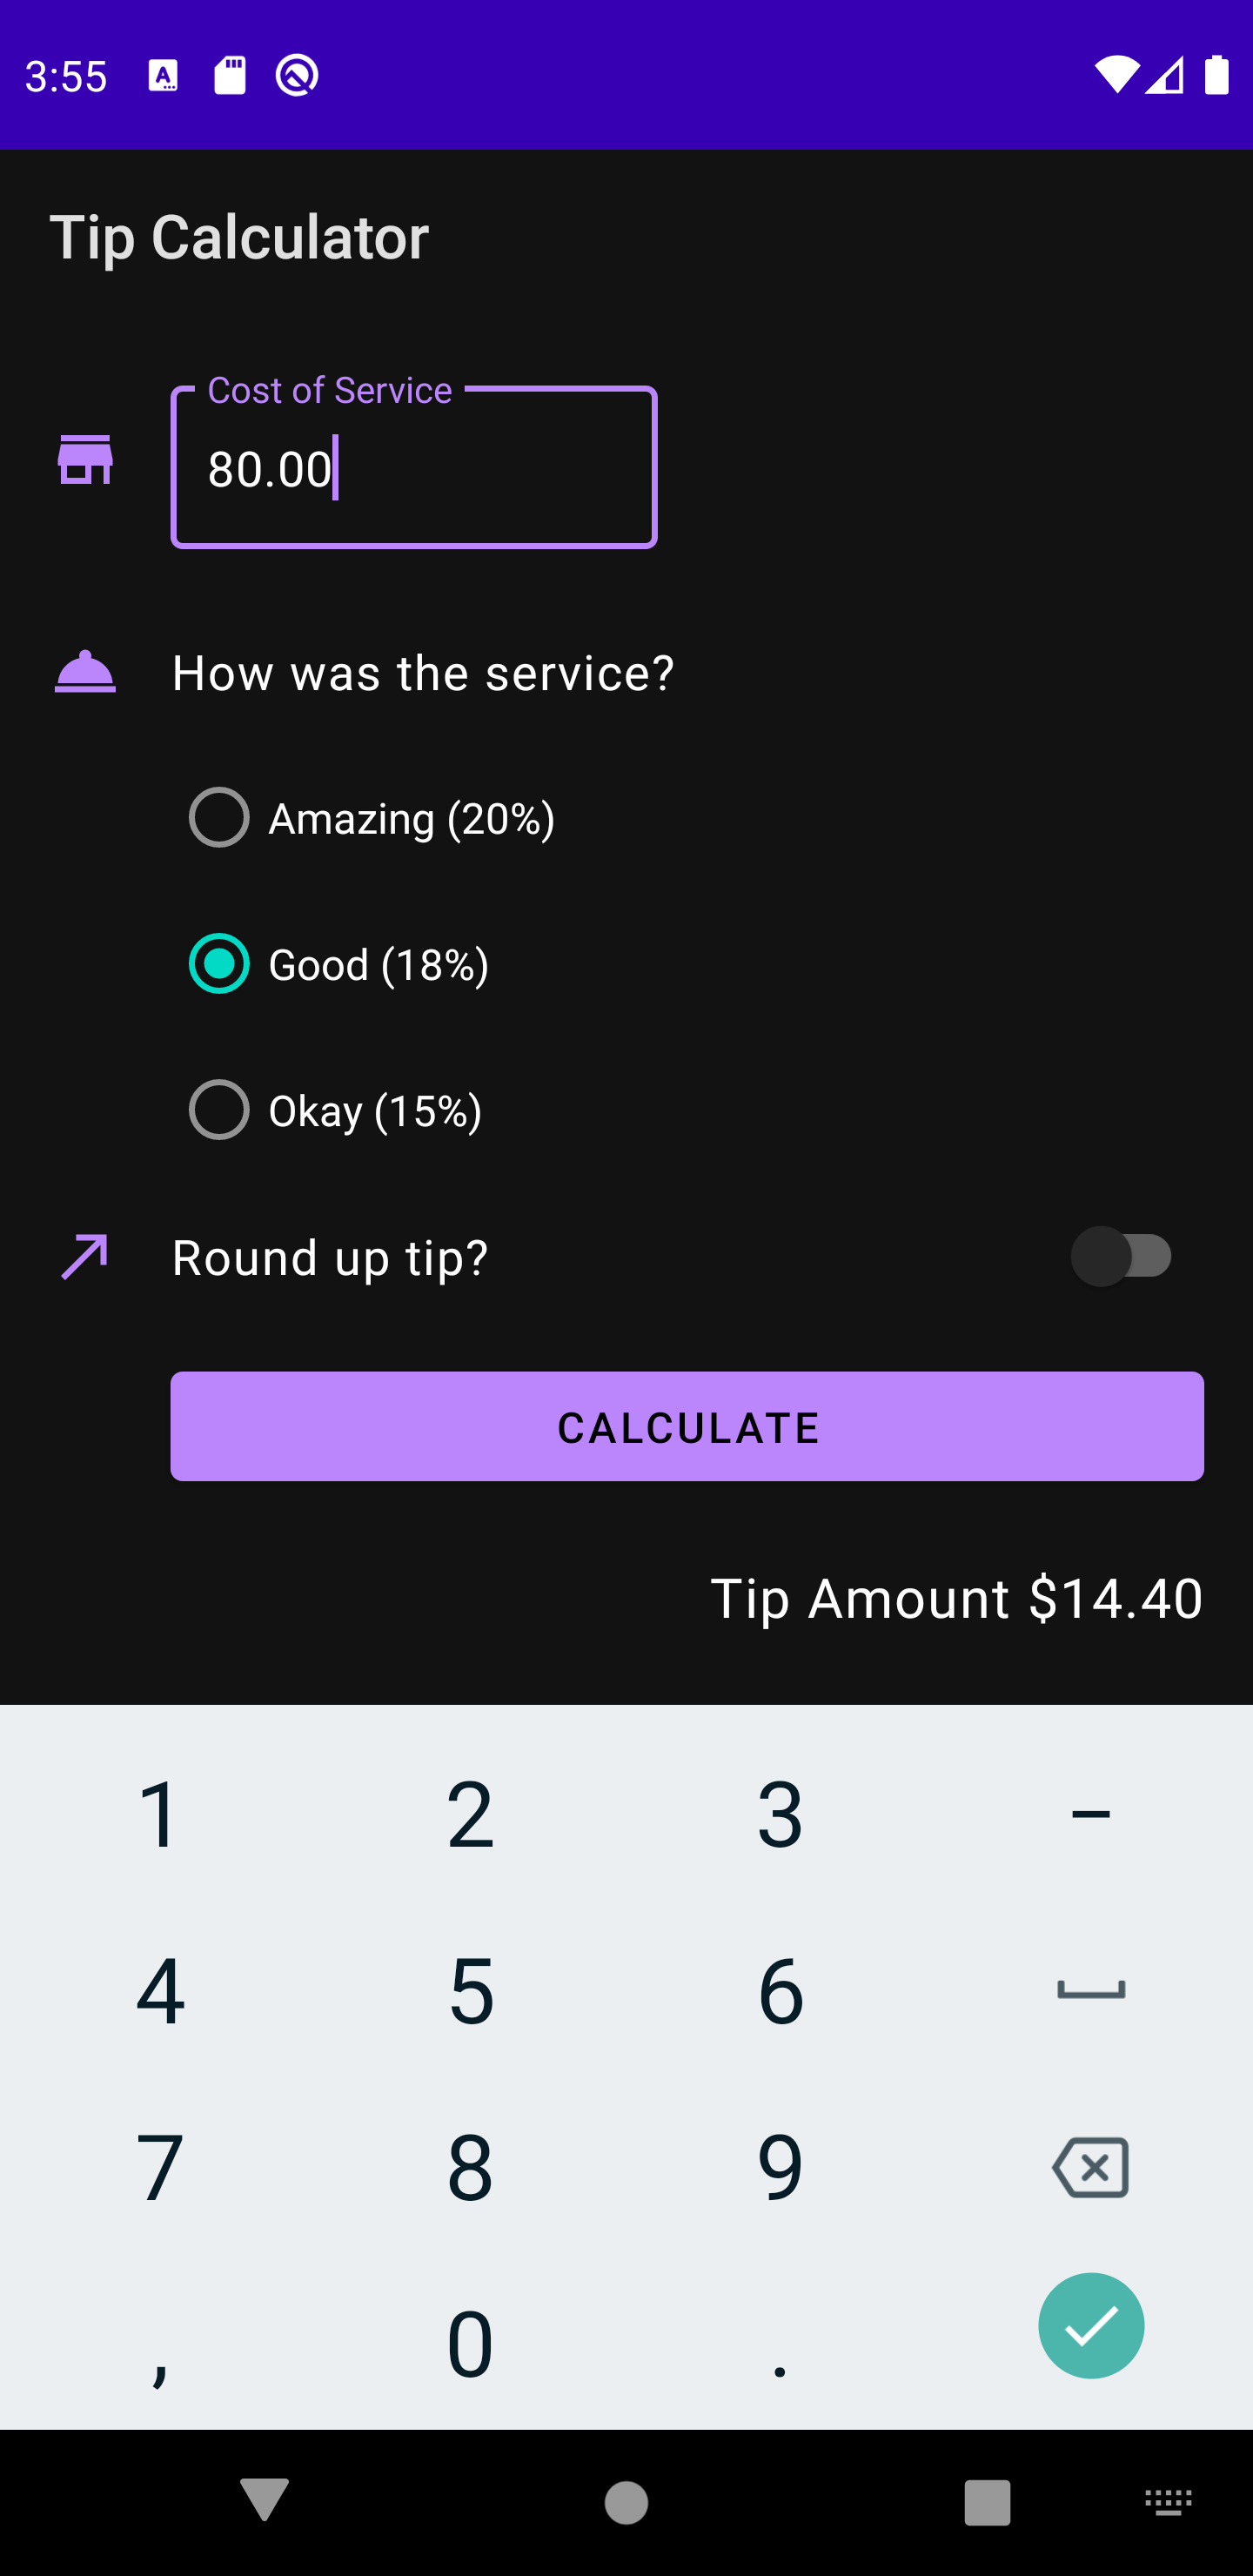 3:55
Tip Calculator
Cost of Service
80.00
How was the service?
Amazing (20%)
Good (18%)
Okay (15%)
Round up tip?
CALCULATE
Tip Amount $14.40
1 2 3 –
4 5 6
7 8 9
, 0 .